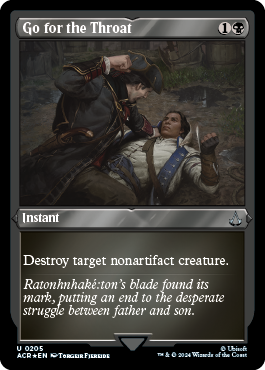 Go for the Throat
1
Instant
Destroy target nonartifact creature.
Ratonhnhaké:ton's blade found its
mark, putting an end to the desperate
struggle between father and son.
U 0205
ACR★EN Torgeir Fjereide
© Ubisoft
™ & © 2024 Wizards of the Coast